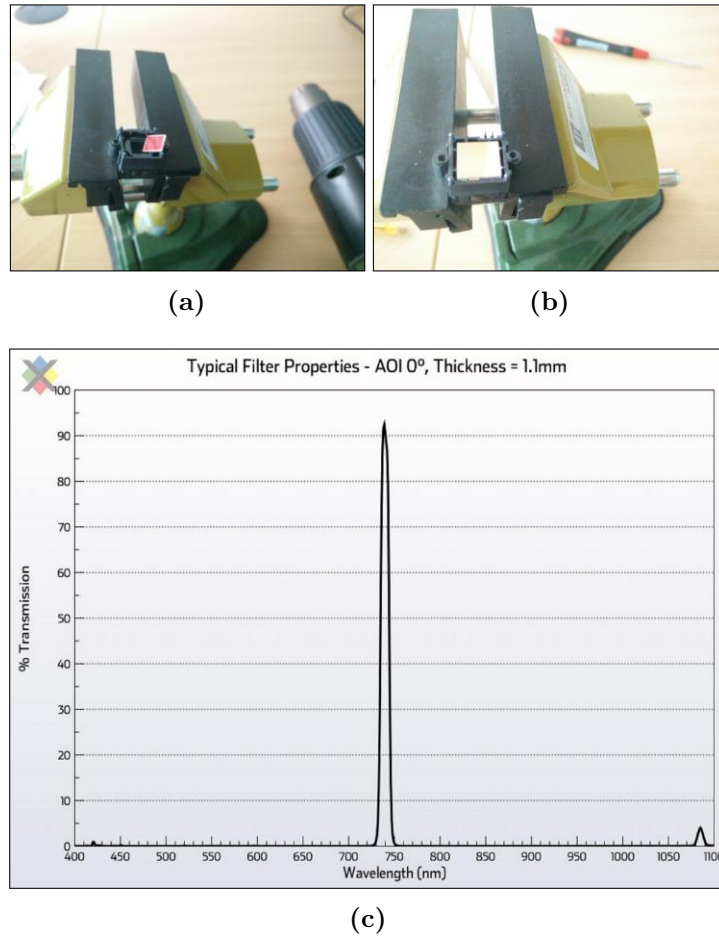 (a)
(b)
Typical Filter Properties - AOI 0°, Thickness = 1.1mm
% Transmission
100
90
80
70
60
50
40
30
20
10
0
400 450 500 550 600 650 700 750 800 850 900 950 1000 1050 1100
Wavelength (nm)
(c)